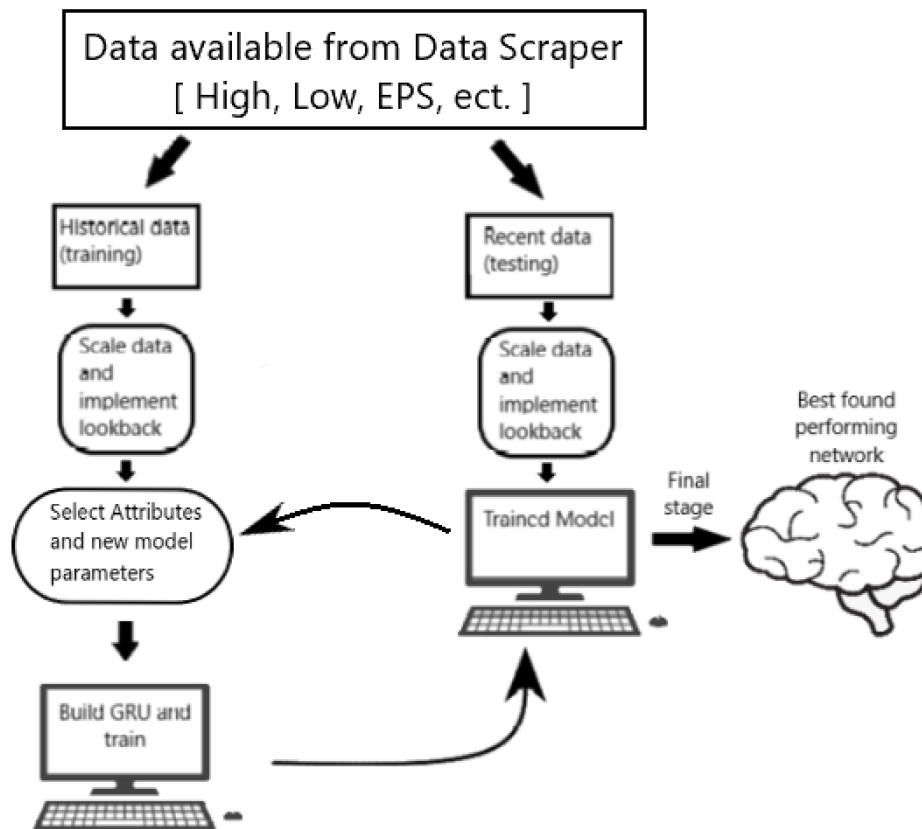 Data available from Data Scraper
[ High, Low, EPS, ect. ]
Historical data
(training)
Recent data
(testing)
Scale data
and
implement
lookback
Scale data
and
implement
lookback
Best found
performing
network
Select Attributes
and new model
parameters
Trained Model
Final
stage
Build GRU and
train